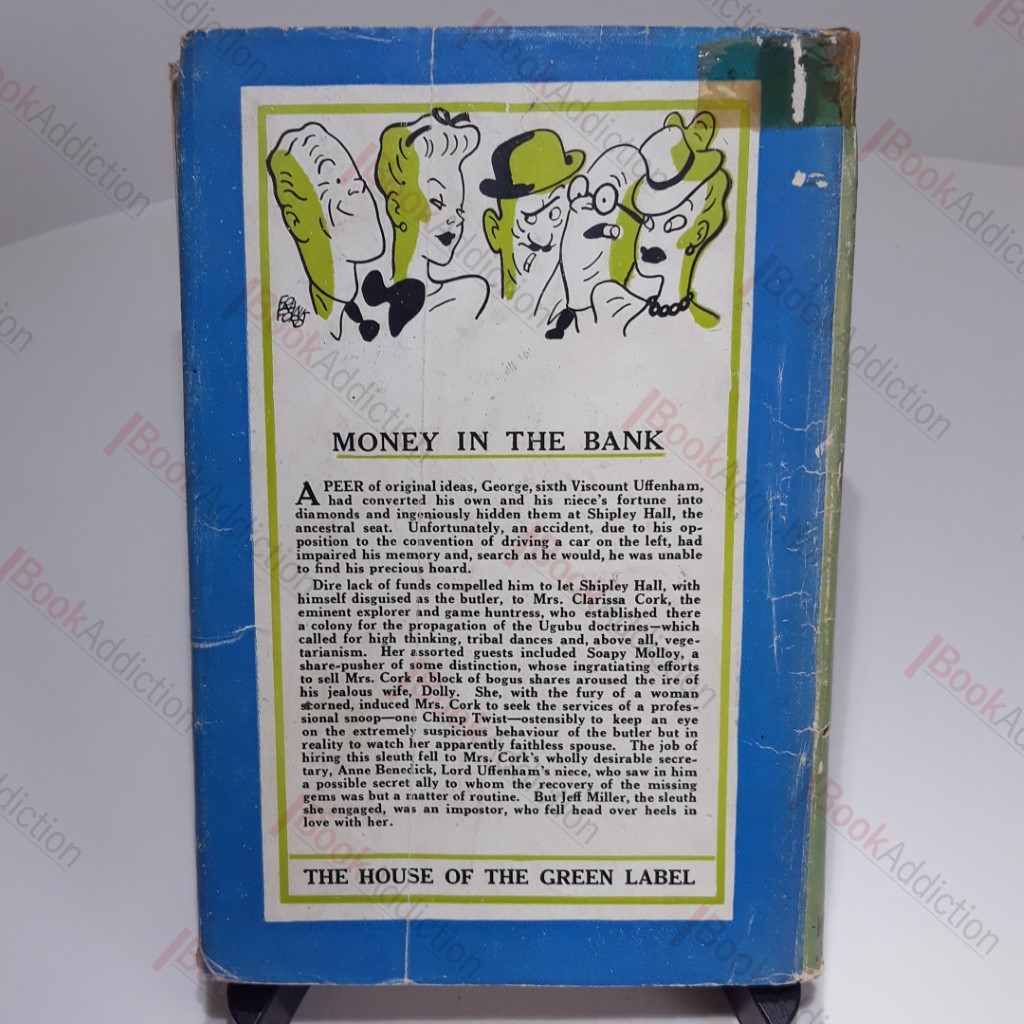 FRANK
FORD
MONEY IN THE BANK
A PEER of original ideas, George, sixth Viscount Uffenham,
had converted his own and his niece's fortune into
diamonds and ingeniously hidden them at Shipley Hall, the
ancestral seat. Unfortunately, an accident, due to his op-
position to the convention of driving a car on the left, had
impaired his memory and, search as he would, he was unable
to find his precious hoard.
Dire lack of funds compelled him to let Shipley Hall, with
himself disguised as the butler, to Mrs. Clarissa Cork, the
eminent explorer and game huntress, who established there
a colony for the propagation of the Ugubu doctrines—which
called for high thinking, tribal dances and, above all, vege-
tarianism. Her assorted guests included Soapy Molloy, a
share-pusher of some distinction, whose ingratiating efforts
to sell Mrs. Cork a block of bogus shares aroused the ire of
his jealous wife, Dolly. She, with the fury of a woman
scorned, induced Mrs. Cork to seek the services of a profes-
sional snoop—one Chimp Twist—ostensibly to keep an eye
on the extremely suspicious behaviour of the butler but in
reality to watch her apparently faithless spouse. The job of
hiring this sleuth fell to Mrs. Cork's wholly desirable secre-
tary, Anne Benedick, Lord Uffenham's niece, who saw in him
a possible secret ally to whom the recovery of the missing
gems was but a matter of routine. But Jeff Miller, the sleuth
she engaged, was an impostor, who fell head over heels in
love with her.
THE HOUSE OF THE GREEN LABEL
BookAddiction